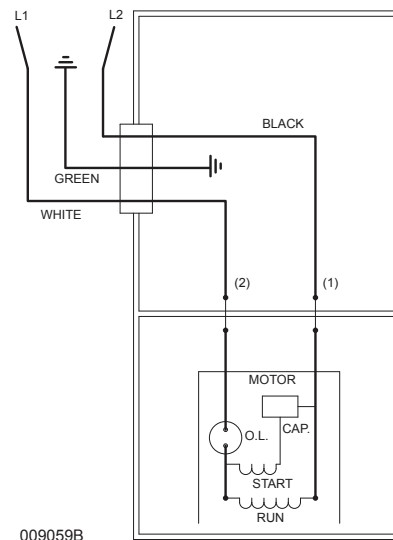 L1
L2
BLACK
GREEN
WHITE
(2)
(1)
MOTOR
O.L.
CAP.
START
RUN
009059B